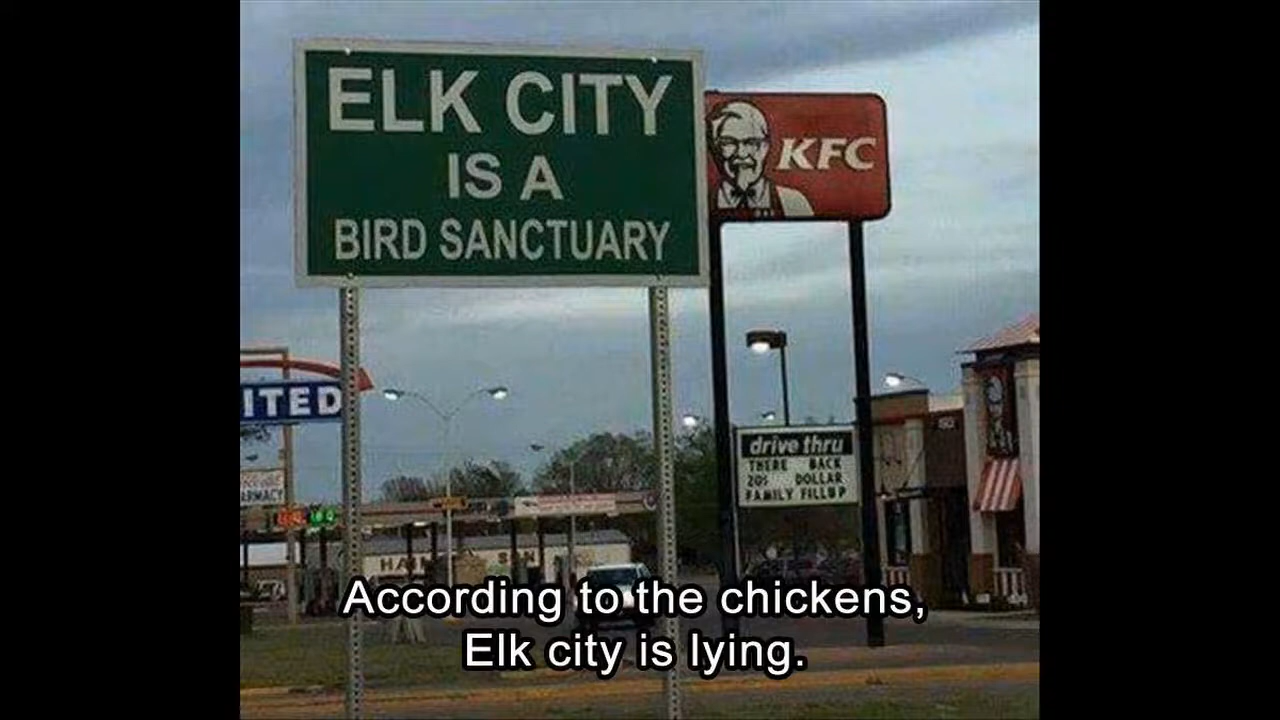 ELK CITY
IS A
BIRD SANCTUARY
KFC
ITED
drive thru
THERE BACK
20$ DOLLAR
FAMILY FILLUP
ARMACY
According to the chickens,
Elk city is lying.